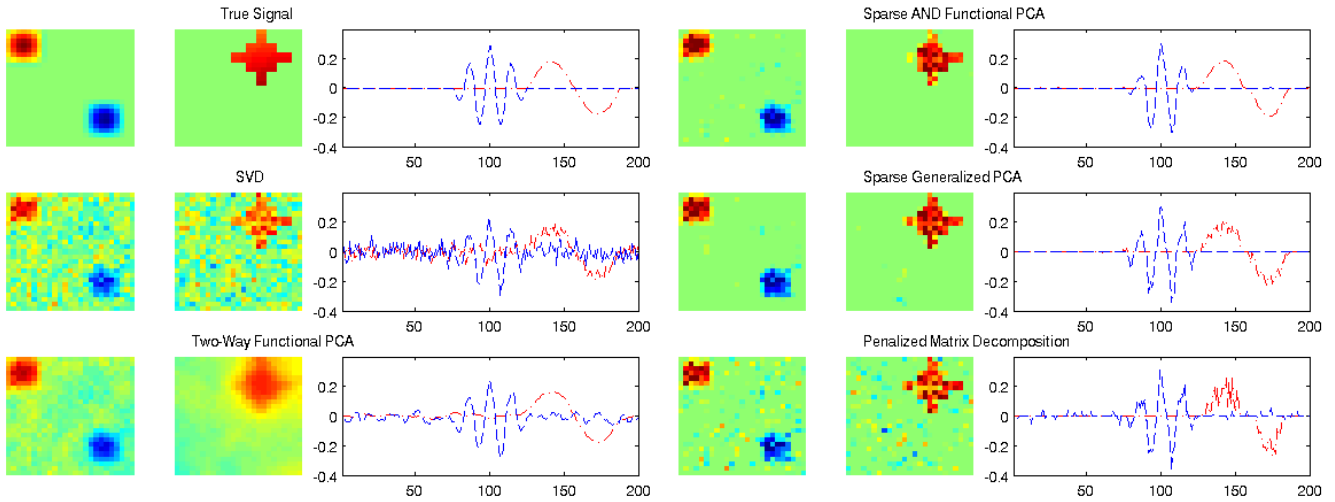 True Signal
0.2
0
-0.2
-0.4
50 100 150 200
Sparse AND Functional PCA
0.2
0
-0.2
-0.4
50 100 150 200
SVD
0.2
0
-0.2
-0.4
50 100 150 200
Sparse Generalized PCA
0.2
0
-0.2
-0.4
50 100 150 200
Two-Way Functional PCA
0.2
0
-0.2
-0.4
50 100 150 200
Penalized Matrix Decomposition
0.2
0
-0.2
-0.4
50 100 150 200